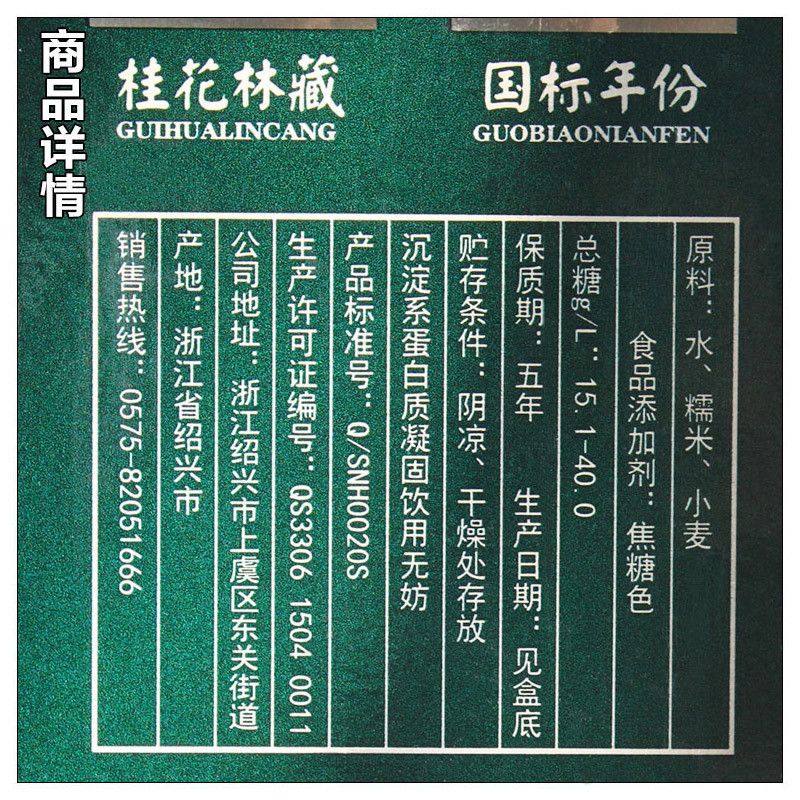 商品详情
桂花林藏
GUIHUALINCANG
国标年份
GUOBIAONIANFEN
原料：水、糯米、小麦
食品添加剂：焦糖色
总糖g/L：15.1-40.0
保质期：五年 生产日期：见盒底
贮存条件：阴凉、干燥处存放
沉淀系蛋白质凝固饮用无妨
产品标准号：Q/SNH0020S
生产许可证编号：QS3306 1504 0011
公司地址：浙江绍兴市上虞区东关街道
产地：浙江省绍兴市
销售热线：0575-82051666